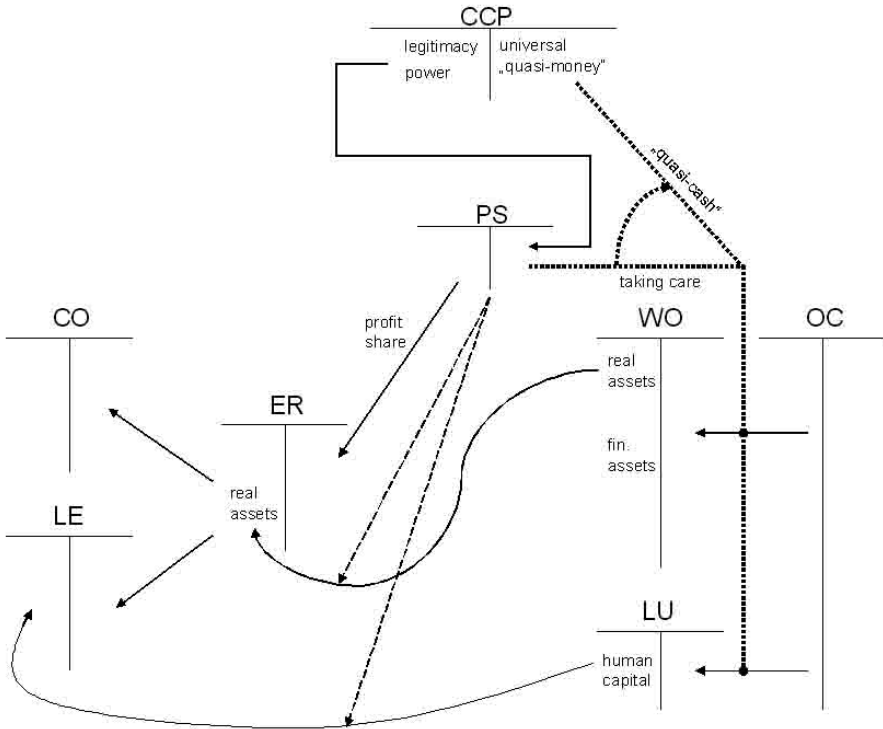 CCP
legitimacy
power
universal
„quasi-money"
„quasi-cash"
PS
taking care
CO
profit
share
WO
OC
real
assets
ER
fin.
assets
real
assets
LE
LU
human
capital